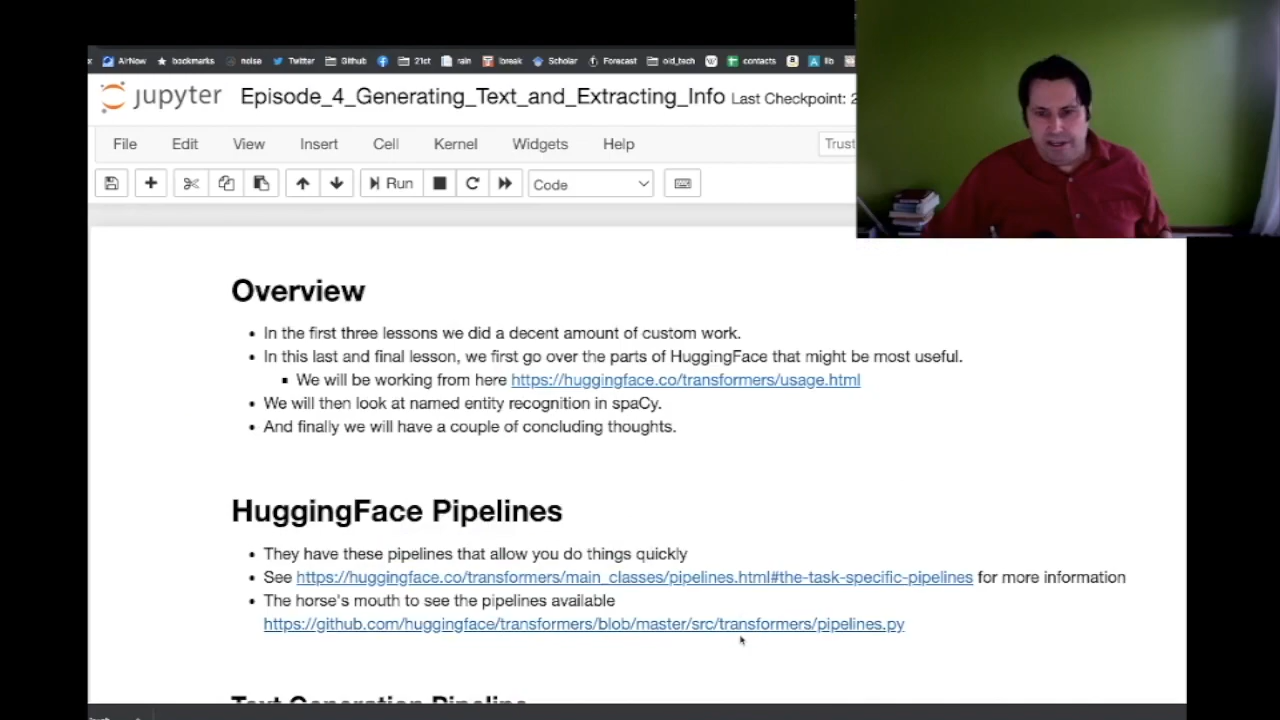 AirNow bookmarks noise Twitter Github 21ct rain break Scholar Forecast old_tech contacts lib
jupyter Episode_4_Generating_Text_and_Extracting_Info Last Checkpoint: 2
File Edit View Insert Cell Kernel Widgets Help Trust
Run Code
Overview
• In the first three lessons we did a decent amount of custom work.
• In this last and final lesson, we first go over the parts of HuggingFace that might be most useful.
▪ We will be working from here https://huggingface.co/transformers/usage.html
• We will then look at named entity recognition in spaCy.
• And finally we will have a couple of concluding thoughts.
HuggingFace Pipelines
• They have these pipelines that allow you do things quickly
• See https://huggingface.co/transformers/main_classes/pipelines.html#the-task-specific-pipelines for more information
• The horse's mouth to see the pipelines available
https://github.com/huggingface/transformers/blob/master/src/transformers/pipelines.py
Text Generation Pipeline